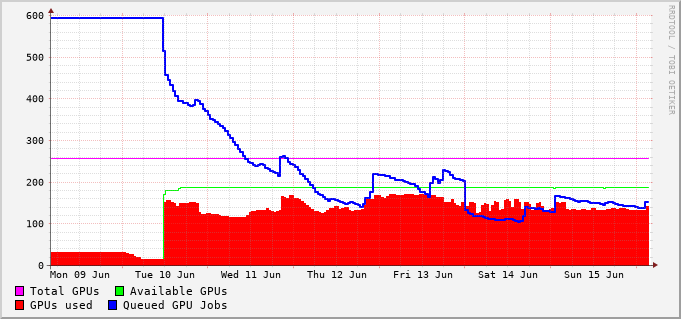 600
500
400
300
200
100
0
Mon 09 Jun Tue 10 Jun Wed 11 Jun Thu 12 Jun Fri 13 Jun Sat 14 Jun Sun 15 Jun
Total GPUs Available GPUs
GPUs used Queued GPU Jobs
RRDTOOL / TOBI OETIKER